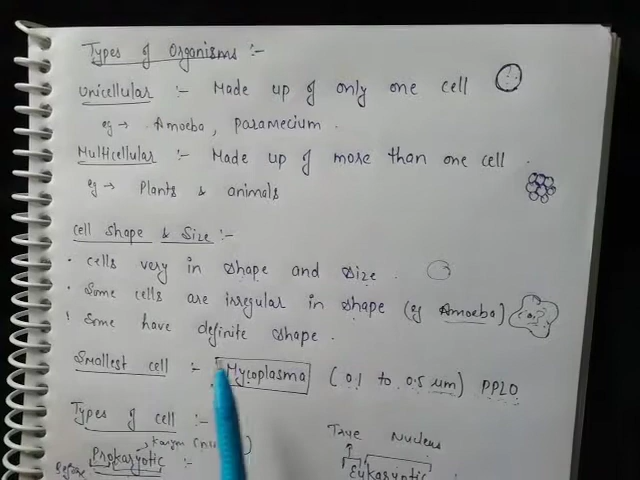 Types of Organisms :-
Unicellular :- Made up of only one cell
eg → Amoeba, Paramecium.
Multicellular :- Made up of more than one cell.
eg → Plants & animals
Cell Shape & Size :-
· Cells very in shape and size.
· Some cells are irregular in shape (eg Amoeba)
· Some have definite shape.
Smallest cell :- Mycoplasma (0.1 to 0.5 um) PPLO
Types of cell :-
karyon
True Nucleus
Prokaryotic :-
Eukaryotic
Before